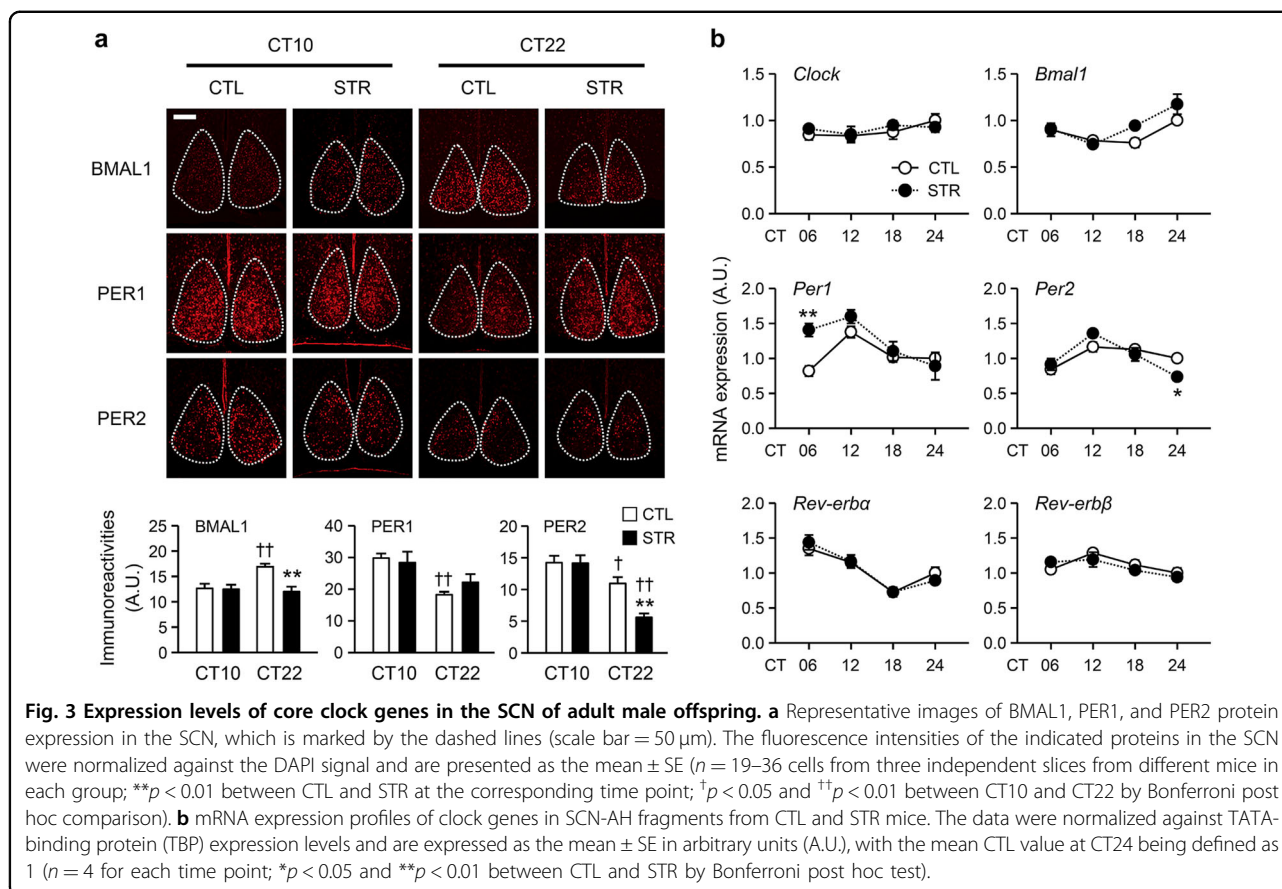 a
CT10 CT22
CTL STR CTL STR
BMAL1
PER1
PER2
Immunoreactivities (A.U.)
BMAL1
25
20
15
10
5
0
††
**
CT10 CT22
PER1
40
30
20
10
0
††
CT10 CT22
PER2
20
15
10
5
0
†
††
**
CT10 CT22
CTL
STR
b
mRNA expression (A.U.)
Clock
1.5
1.0
0.5
0.0
CTL
STR
CT 06 12 18 24
Bmal1
1.5
1.0
0.5
0.0
06 12 18 24
Per1
2.0
1.5
1.0
0.5
0.0
**
CT 06 12 18 24
Per2
2.0
1.5
1.0
0.5
0.0
*
06 12 18 24
Rev-erbα
2.0
1.5
1.0
0.5
0.0
CT 06 12 18 24
Rev-erbβ
2.0
1.5
1.0
0.5
0.0
06 12 18 24
Fig. 3 Expression levels of core clock genes in the SCN of adult male offspring. a Representative images of BMAL1, PER1, and PER2 protein
expression in the SCN, which is marked by the dashed lines (scale bar = 50 μm). The fluorescence intensities of the indicated proteins in the SCN
were normalized against the DAPI signal and are presented as the mean ± SE (n = 19–36 cells from three independent slices from different mice in
each group; **p < 0.01 between CTL and STR at the corresponding time point; †p < 0.05 and ††p < 0.01 between CT10 and CT22 by Bonferroni post
hoc comparison). b mRNA expression profiles of clock genes in SCN-AH fragments from CTL and STR mice. The data were normalized against TATA-
binding protein (TBP) expression levels and are expressed as the mean ± SE in arbitrary units (A.U.), with the mean CTL value at CT24 being defined as
1 (n = 4 for each time point; *p < 0.05 and **p < 0.01 between CTL and STR by Bonferroni post hoc test).